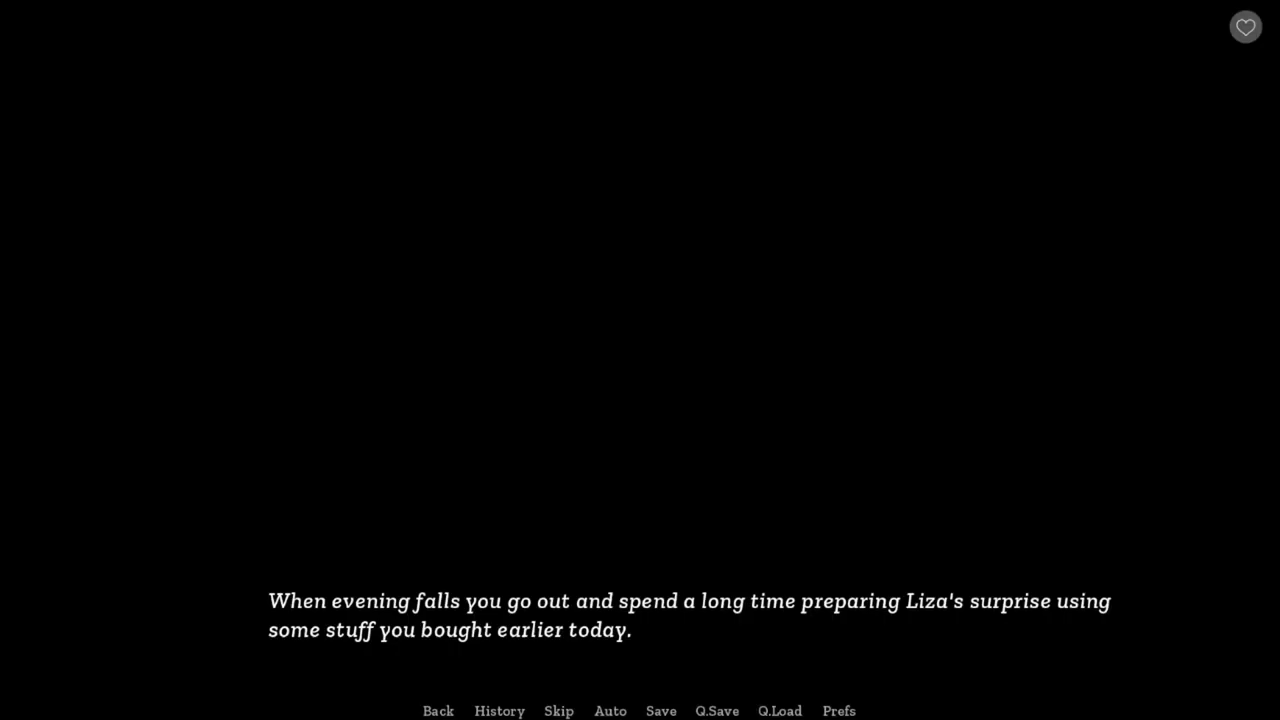 When evening falls you go out and spend a long time preparing Liza's surprise using
some stuff you bought earlier today.
Back History Skip Auto Save Q.Save Q.Load Prefs